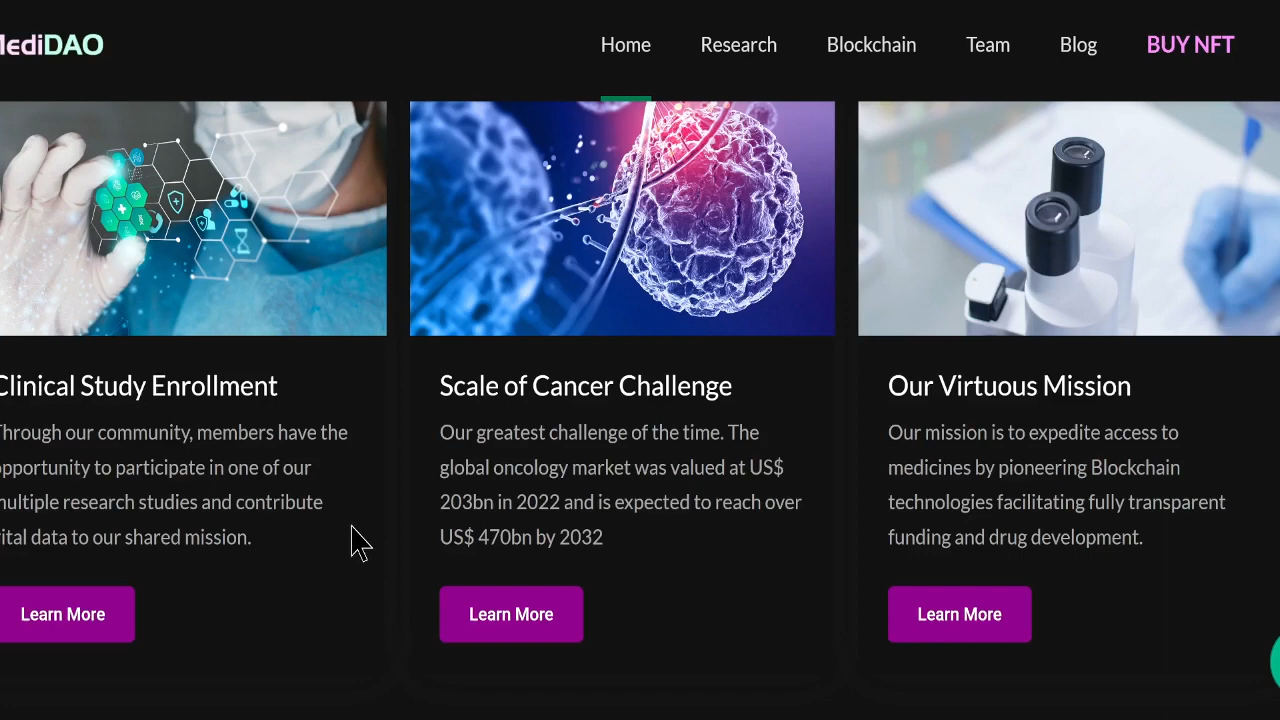 MediDAO
Home Research Blockchain Team Blog BUY NFT
Clinical Study Enrollment
Through our community, members have the
opportunity to participate in one of our
multiple research studies and contribute
vital data to our shared mission.
Learn More
Scale of Cancer Challenge
Our greatest challenge of the time. The
global oncology market was valued at US$
203bn in 2022 and is expected to reach over
US$ 470bn by 2032
Learn More
Our Virtuous Mission
Our mission is to expedite access to
medicines by pioneering Blockchain
technologies facilitating fully transparent
funding and drug development.
Learn More